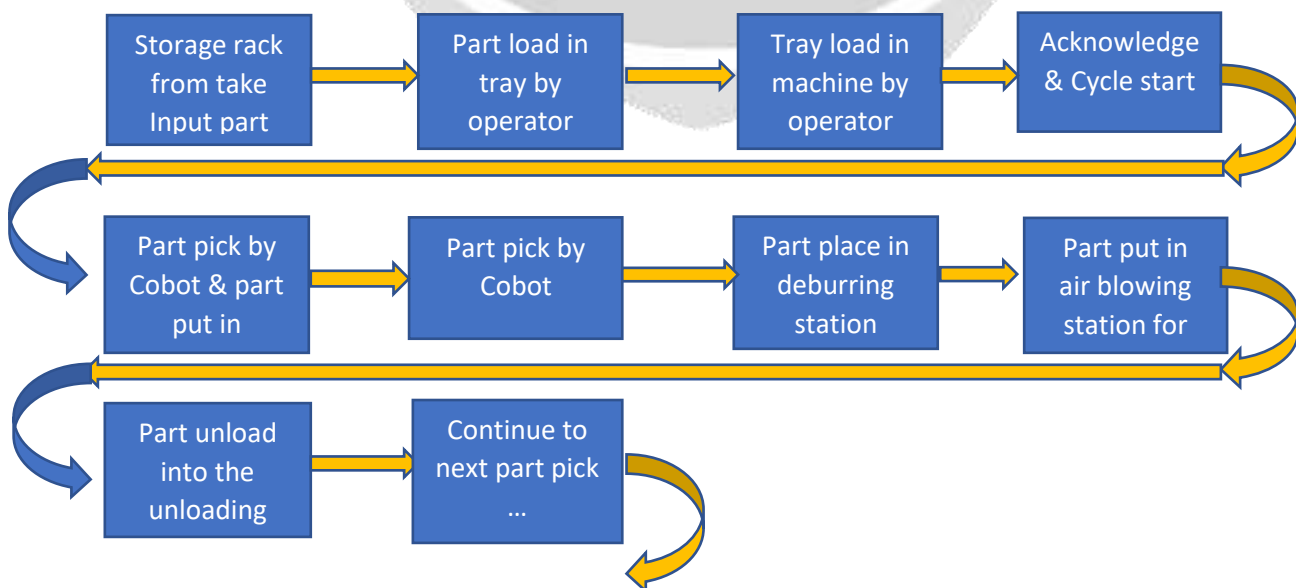 Storage rack
from take
Input part
Part load in
tray by
operator
Tray load in
machine by
operator
Acknowledge
& Cycle start
Part pick by
Cobot & part
put in
Part pick by
Cobot
Part place in
deburring
station
Part put in
air blowing
station for
Part unload
into the
unloading
Continue to
next part pick
...